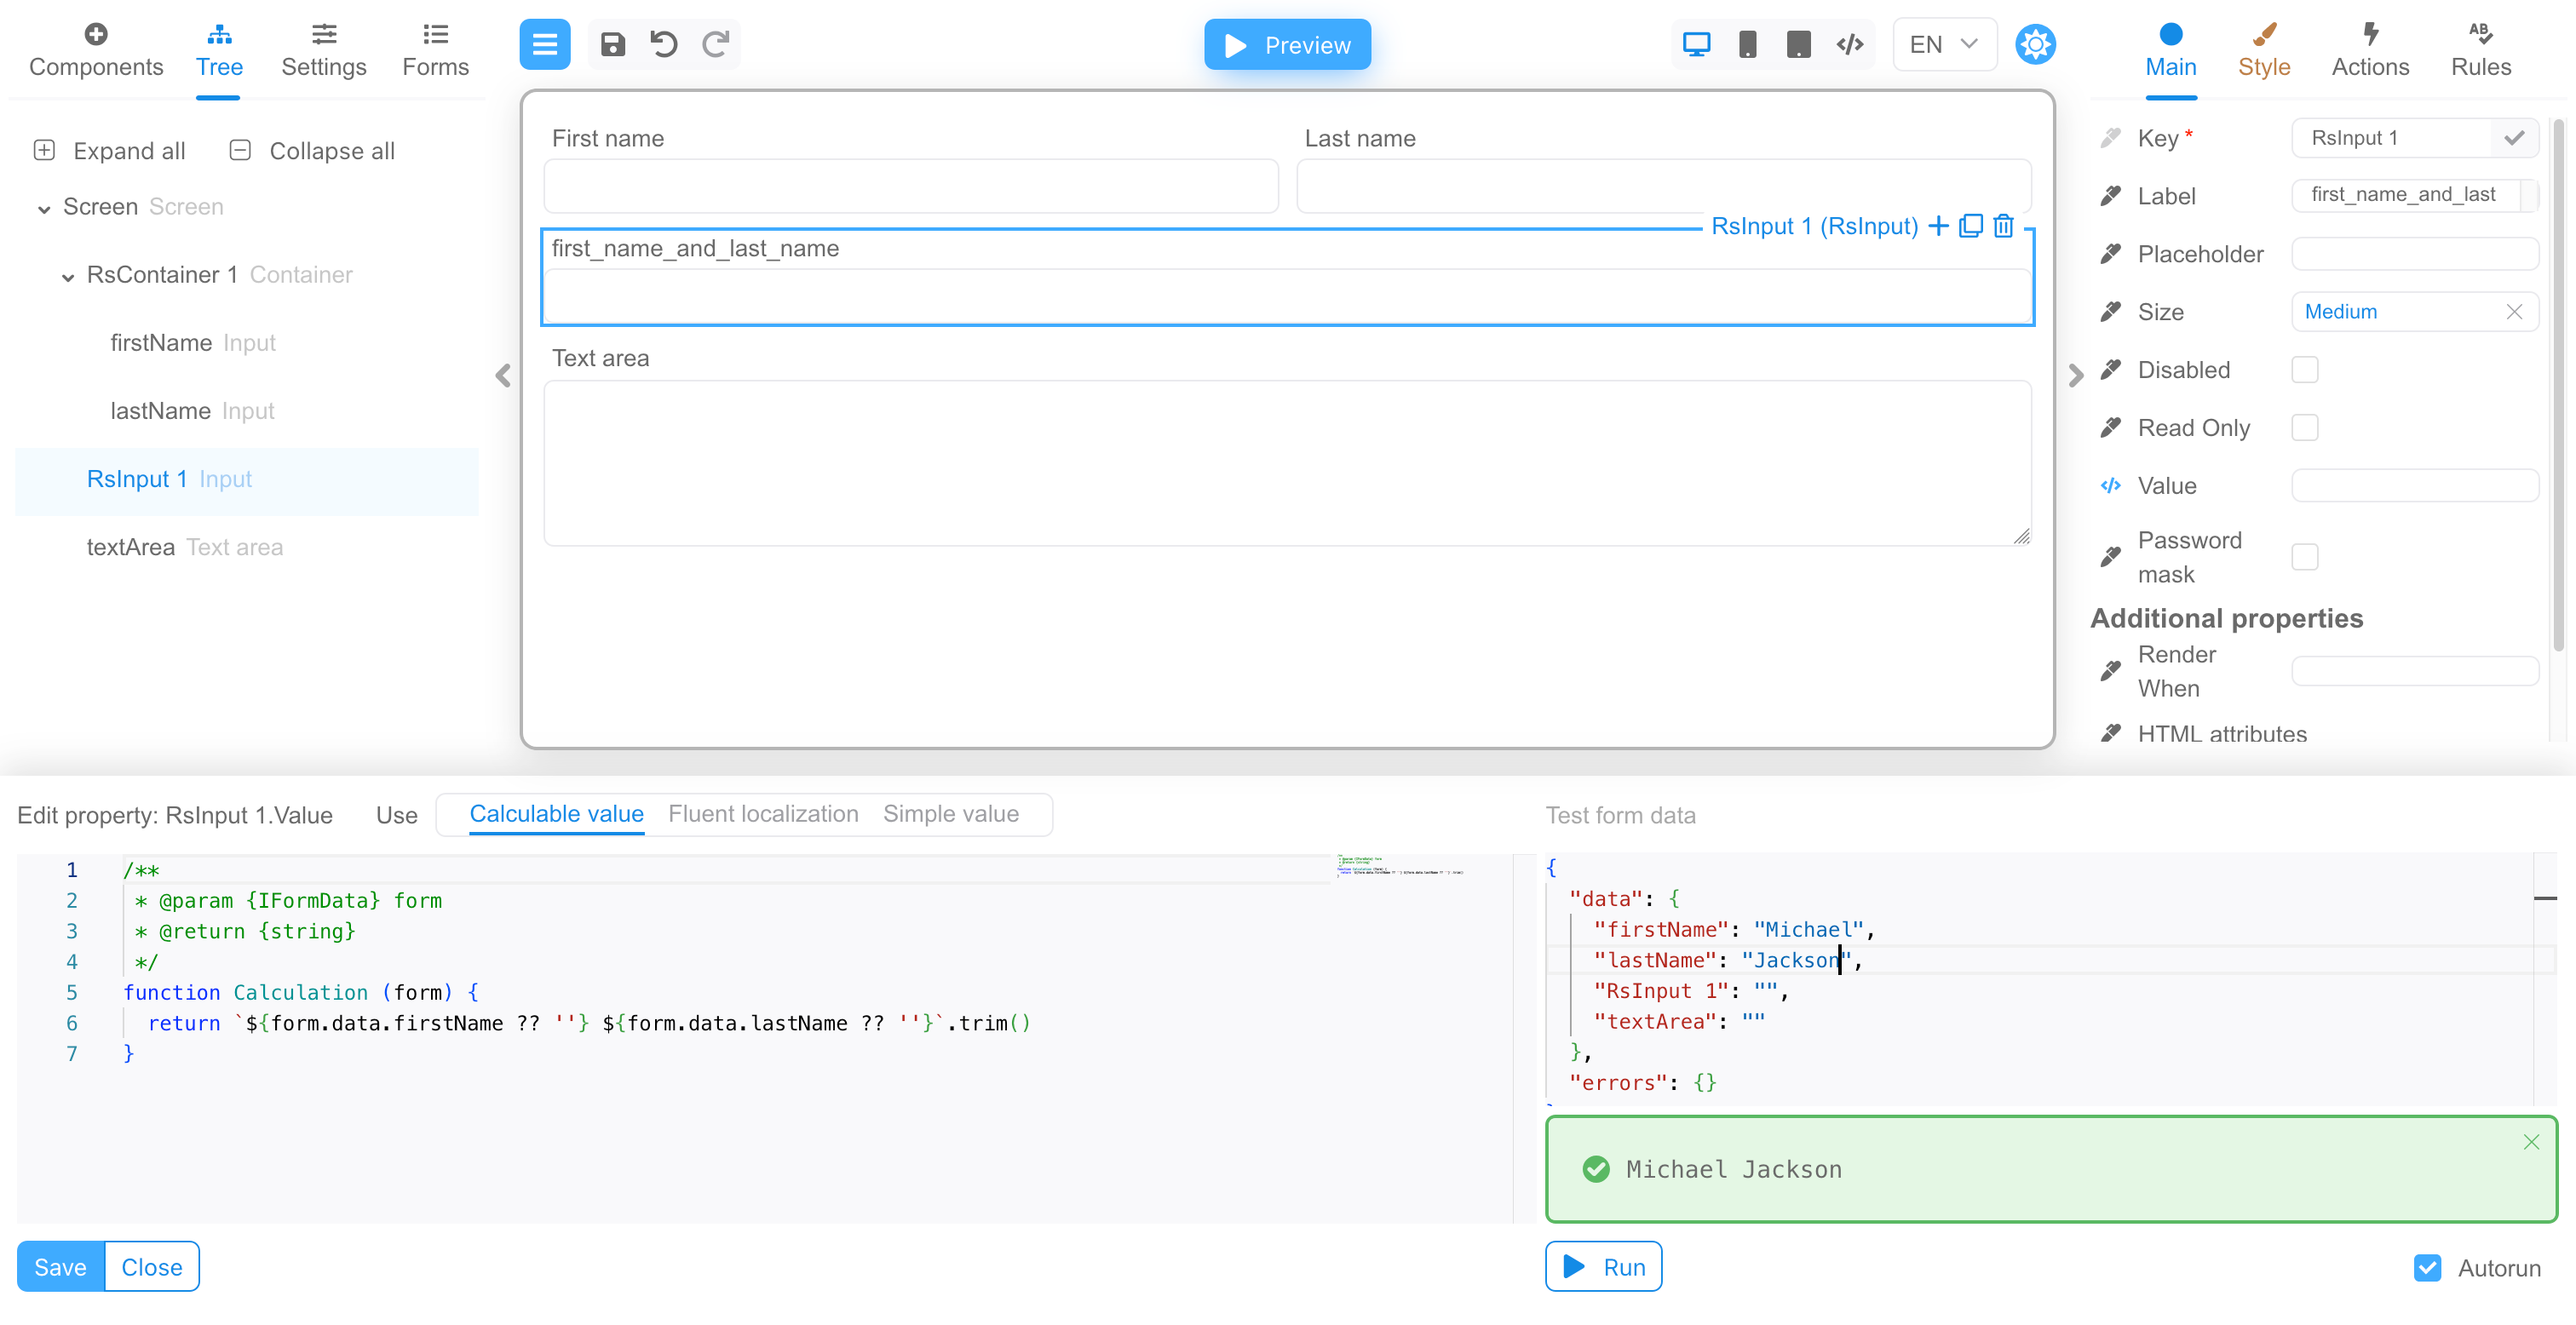 Components Tree Settings Forms
Preview
EN
Main Style Actions AB Rules
Expand all Collapse all
Screen Screen
RsContainer 1 Container
firstName Input
lastName Input
RsInput 1 Input
textArea Text area
First name Last name
RsInput 1 (RsInput)
first_name_and_last_name
Text area
Key * RsInput 1
Label first_name_and_last
Placeholder
Size Medium
Disabled
Read Only
Value
Password
mask
Additional properties
Render
When
HTML attributes
Edit property: RsInput 1.Value Use Calculable value Fluent localization Simple value
1 /**
2 * @param {IFormData} form
3 * @return {string}
4 */
5 function Calculation (form) {
6 return `${form.data.firstName ?? ''} ${form.data.lastName ?? ''}`.trim()
7 }
Test form data
{
"data": {
"firstName": "Michael",
"lastName": "Jackson",
"RsInput 1": "",
"textArea": ""
},
"errors": {}
Michael Jackson
Save Close
Run Autorun